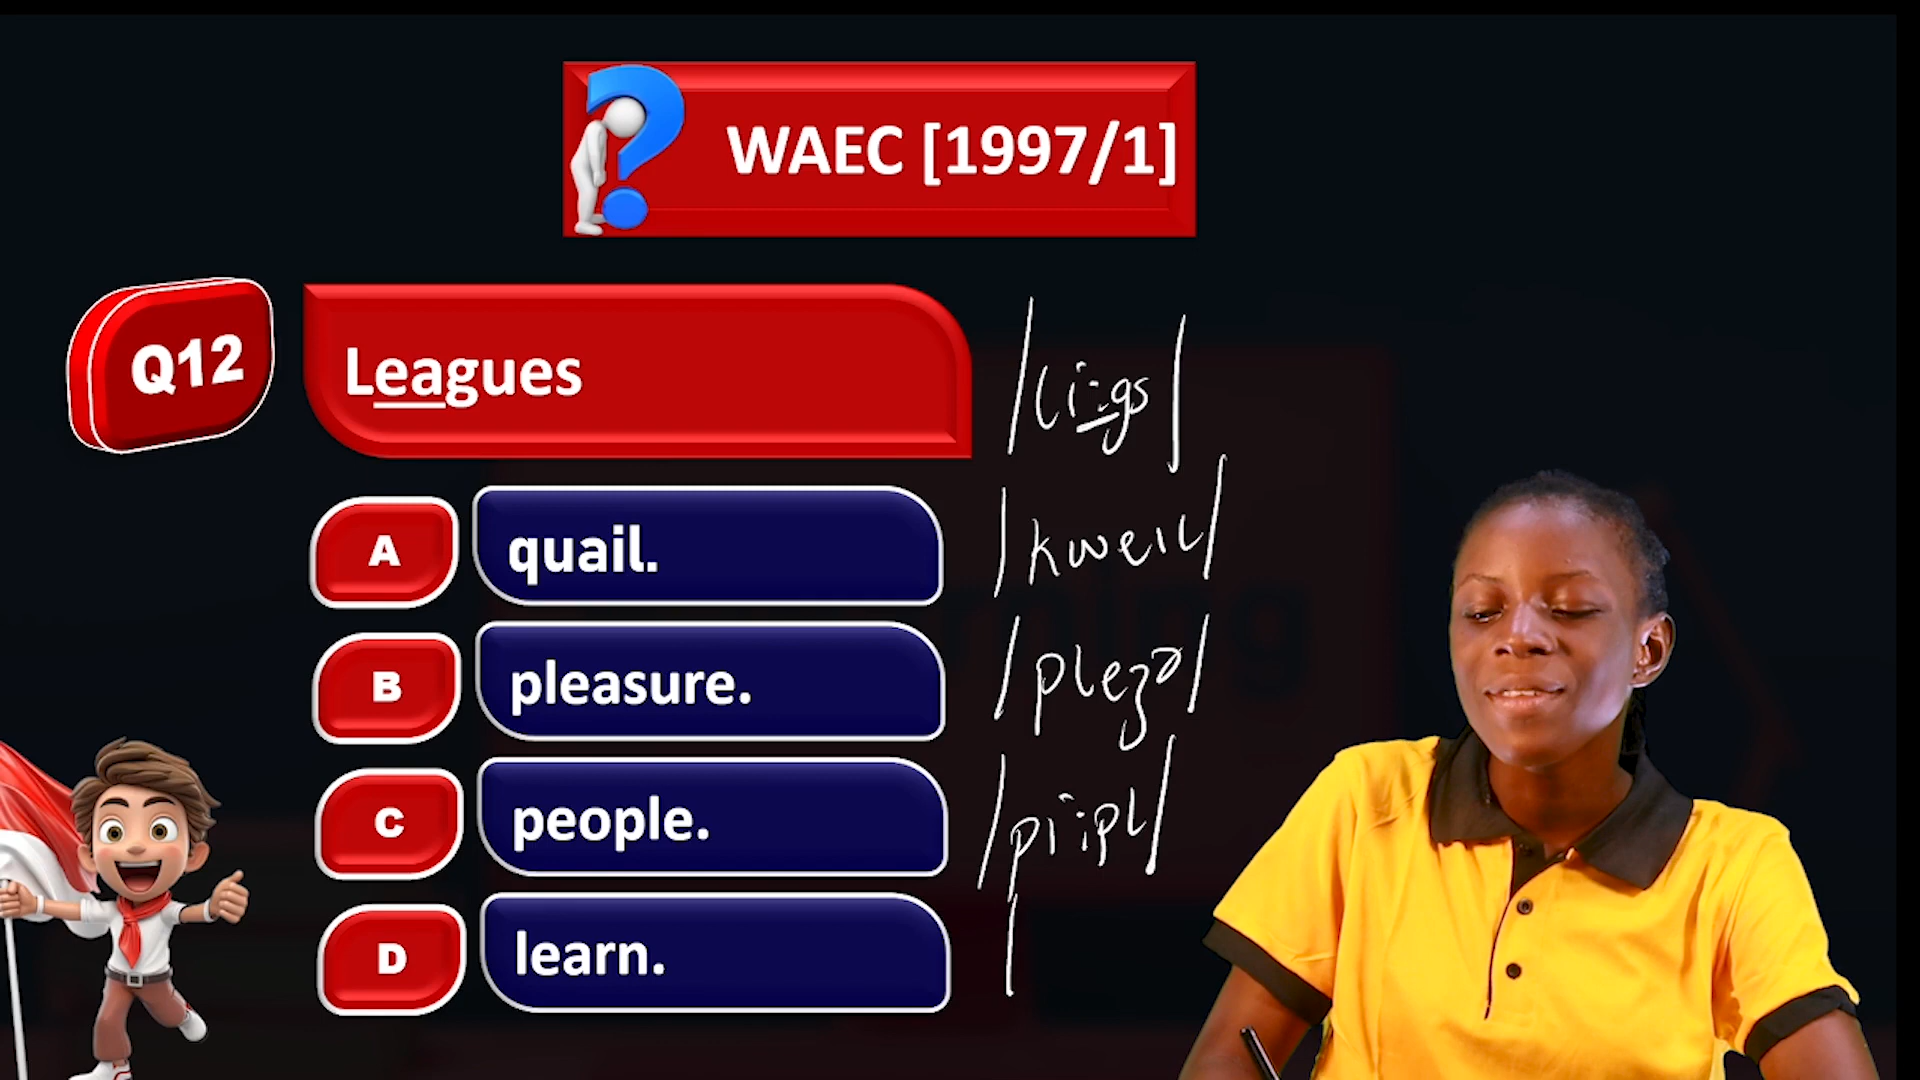 WAEC [1997/1]
Q12
Leagues
/li:gs/
A
quail.
/kweil/
B
pleasure.
/pleʒə/
C
people.
/pi:pl/
D
learn.
/